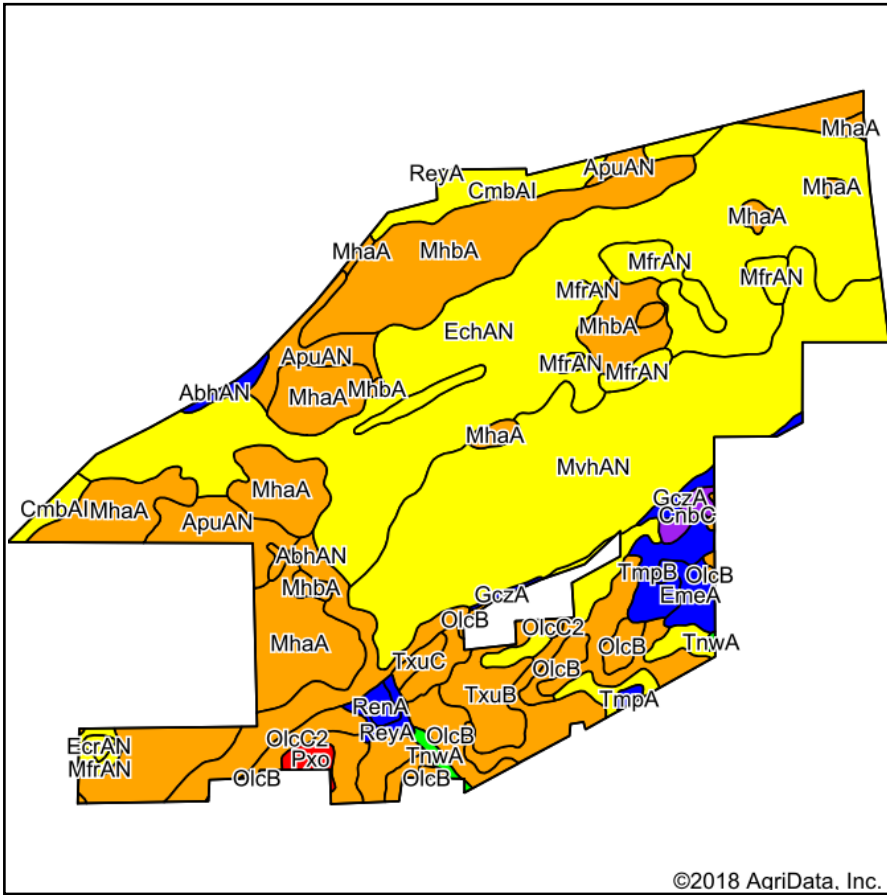 MhaA
ApuAN
ReyA
CmbAI
MhaA
MhaA
MhaA
MhbA
MfrAN
MfrAN
MfrAN
EchAN
MhbA
ApuAN
MfrAN
MfrAN
AbhAN
MhaA
MhbA
MhaA
MvhAN
MhaA
GczA
CmbAI
MhaA
CnbC
ApuAN
AbhAN
TmpB
OlcB
MhbA
EmeA
GczA
OlcB
OlcC2
MhaA
OlcB
TnwA
TxuC
OlcB
TxuB
RenA
TmpA
ReyA
OlcB
OlcC2
EcrAN
TnwA
Pxo
MfrAN
OlcB
OlcB
©2018 AgriData, Inc.